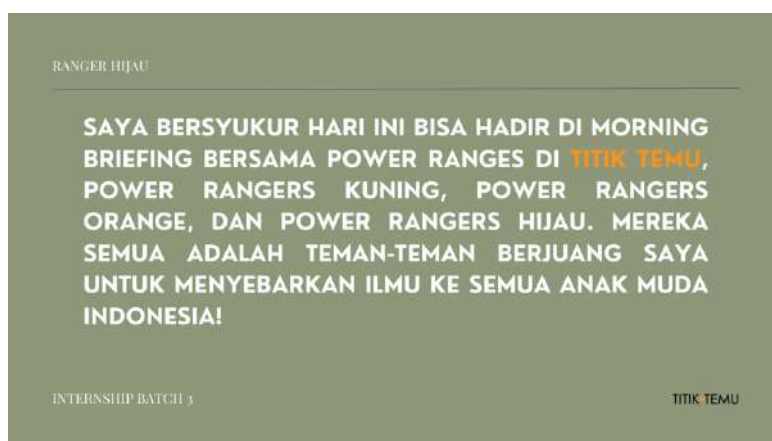 RANGER HIJAU
SAYA BERSYUKUR HARI INI BISA HADIR DI MORNING
BRIEFING BERSAMA POWER RANGES DI TITIK TEMU,
POWER RANGERS KUNING, POWER RANGERS
ORANGE, DAN POWER RANGERS HIJAU. MEREKA
SEMUA ADALAH TEMAN-TEMAN BERJUANG SAYA
UNTUK MENYEBARKAN ILMU KE SEMUA ANAK MUDA
INDONESIA!
INTERNSHIP BATCH 3
TITIK TEMU